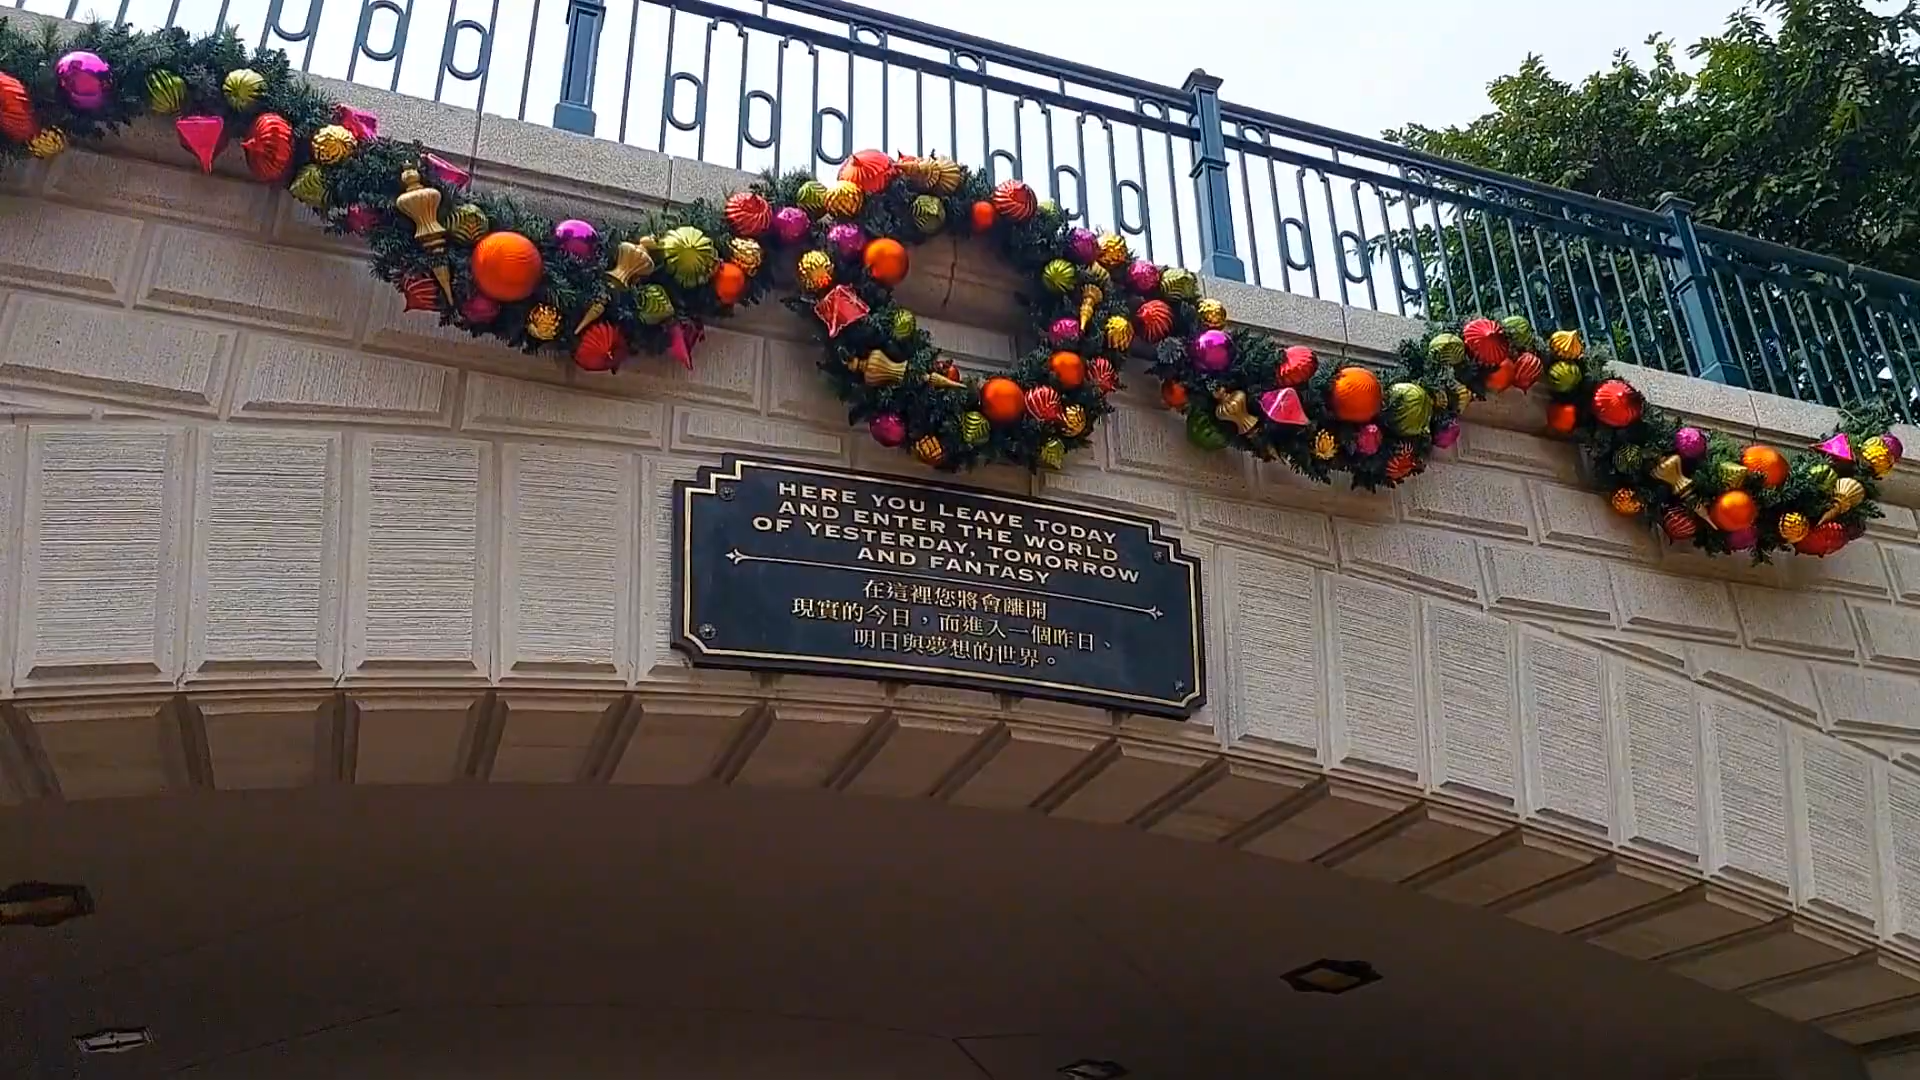 HERE YOU LEAVE TODAY
AND ENTER THE WORLD
OF YESTERDAY, TOMORROW
AND FANTASY
在這裡您將會離開
現實的今日，而進入一個昨日、
明日與夢想的世界。